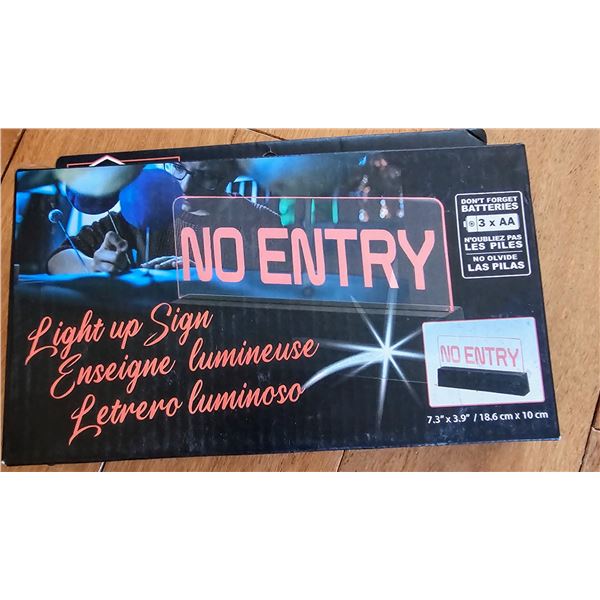 NO ENTRY
DON'T FORGET
BATTERIES
3 x AA
N'OUBLIEZ PAS
LES PILES
NO OLVIDE
LAS PILAS
Light up Sign
Enseigne lumineuse
Letrero luminoso
NO ENTRY
7.3" x 3.9" / 18.6 cm x 10 cm